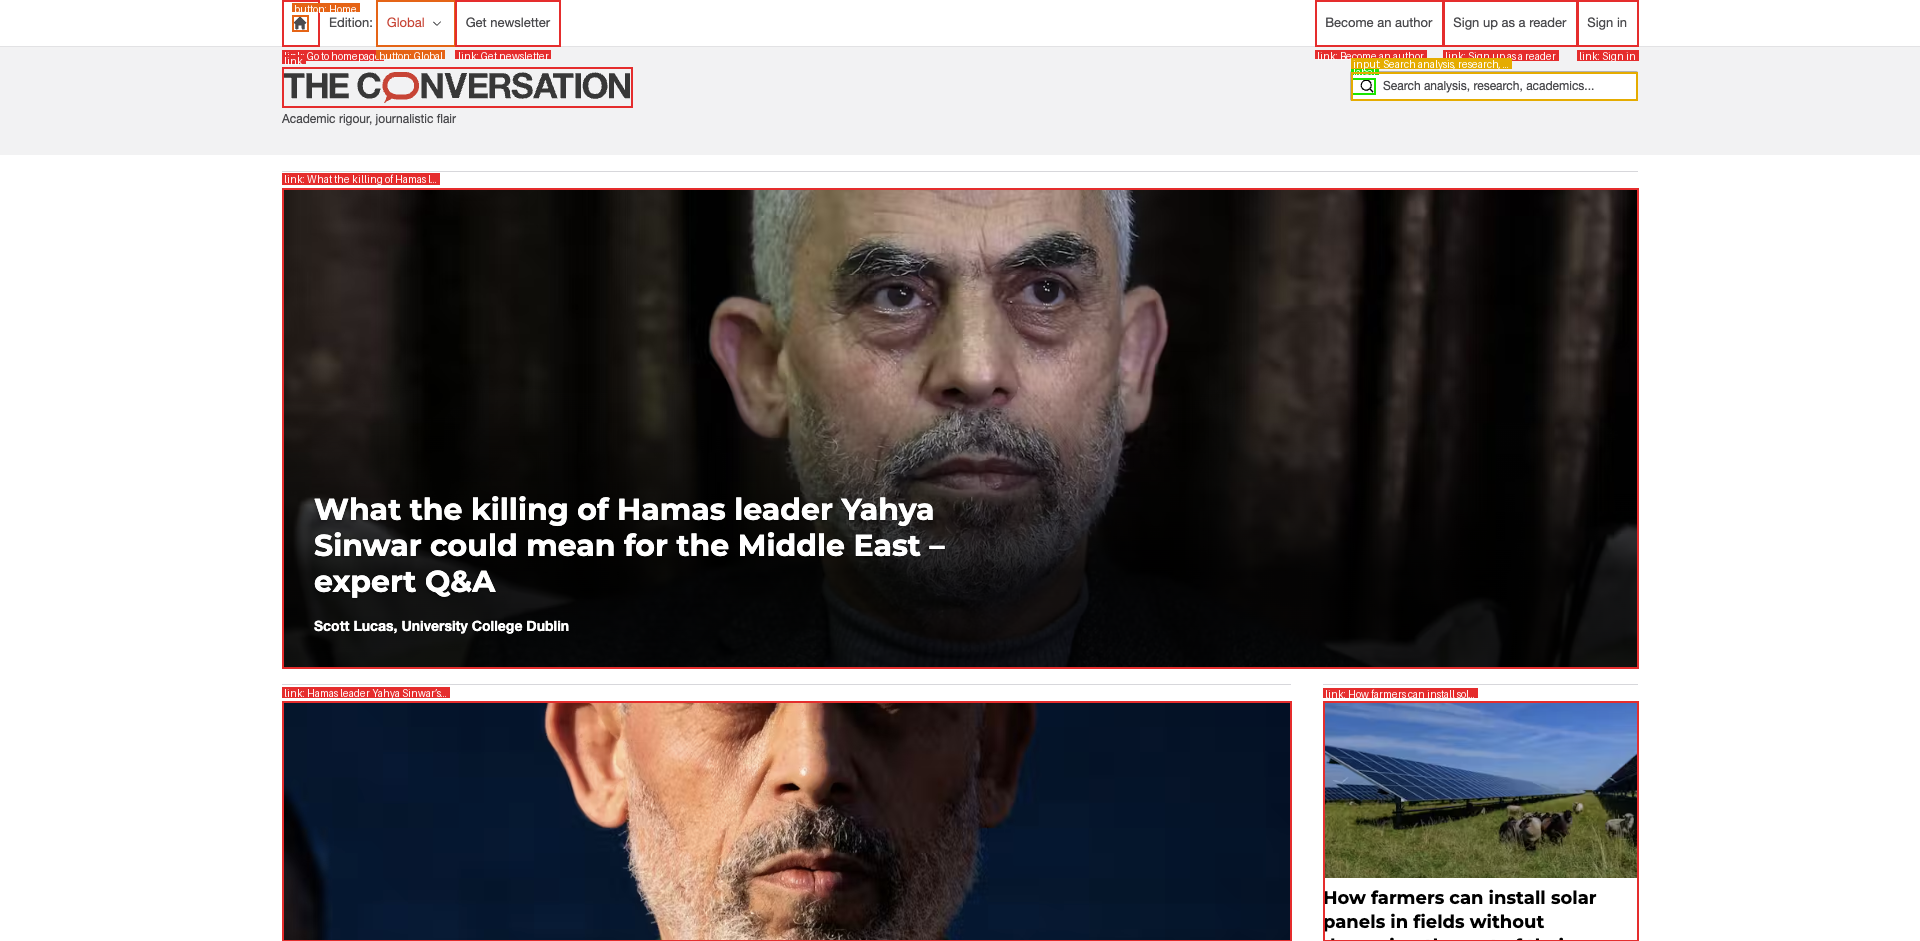 button: Home
Edition:
Global
Get newsletter
Become an author
Sign up as a reader
Sign in
Go to homepag
button: Global
link: Get newsletter
link: Become an author
link: Sign up as a reader
link: Sign in
link
input: Search analysis, research, ...
THE CONVERSATION
Search analysis, research, academics...
Academic rigour, journalistic flair
link: What the killing of Hamas l...
What the killing of Hamas leader Yahya
Sinwar could mean for the Middle East –
expert Q&A
Scott Lucas, University College Dublin
link: Hamas leader Yahya Sinwar's...
link: How farmers can install sol...
How farmers can install solar
panels in fields without